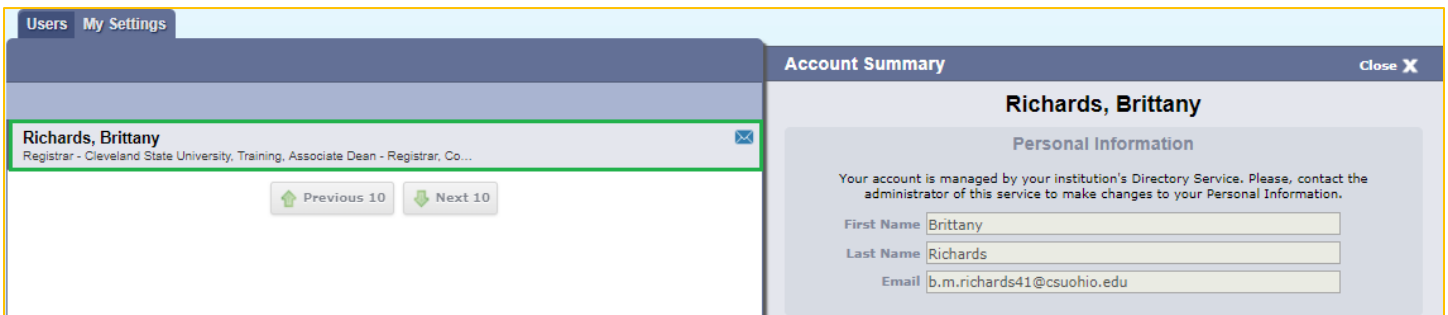 Users My Settings
Richards, Brittany
Registrar - Cleveland State University, Training, Associate Dean - Registrar, Co...
Previous 10 Next 10
Account Summary Close X
Richards, Brittany
Personal Information
Your account is managed by your institution's Directory Service. Please, contact the
administrator of this service to make changes to your Personal Information.
First Name Brittany
Last Name Richards
Email b.m.richards41@csuohio.edu